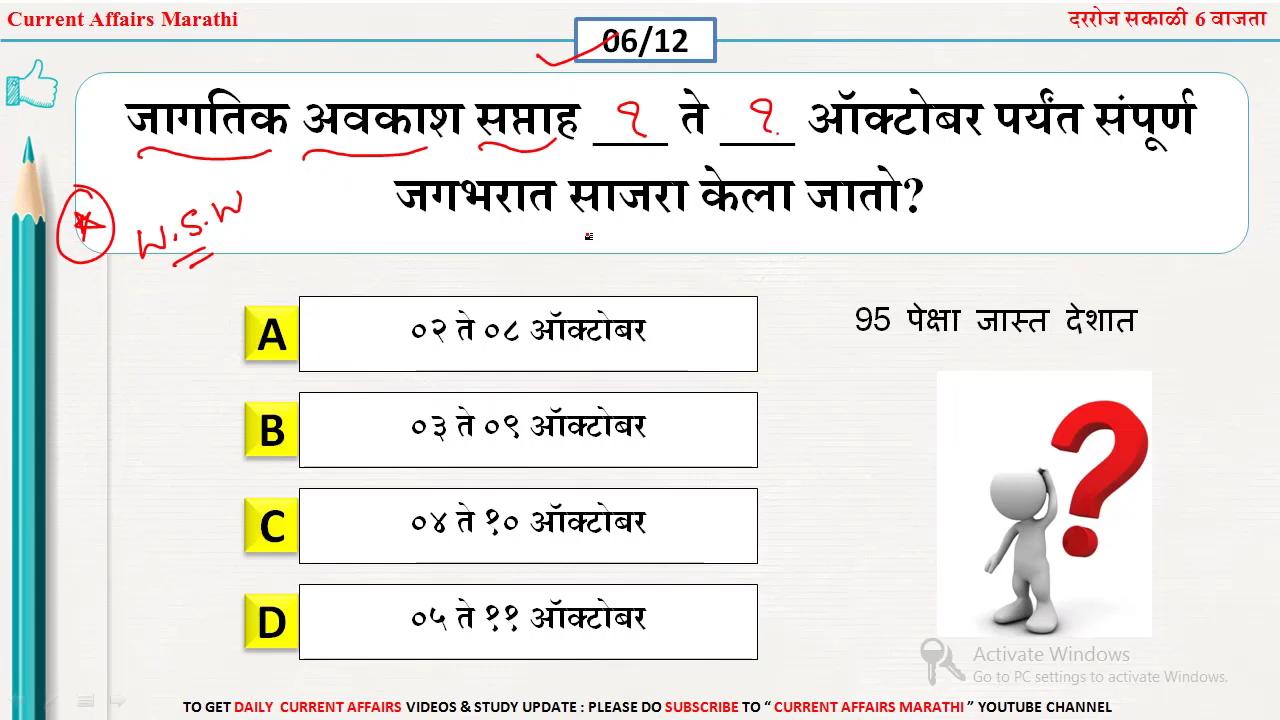 Current Affairs Marathi
दररोज सकाळी 6 वाजता
06/12
जागतिक अवकाश सप्ताह ____ ते ____ ऑक्टोबर पर्यंत संपूर्ण
जगभरात साजरा केला जातो?
W.S.W
A ०२ ते ०८ ऑक्टोबर
95 पेक्षा जास्त देशात
B ०३ ते ०९ ऑक्टोबर
C ०४ ते १० ऑक्टोबर
D ०५ ते ११ ऑक्टोबर
Activate Windows
Go to PC settings to activate Windows.
TO GET DAILY CURRENT AFFAIRS VIDEOS & STUDY UPDATE : PLEASE DO SUBSCRIBE TO “ CURRENT AFFAIRS MARATHI ” YOUTUBE CHANNEL